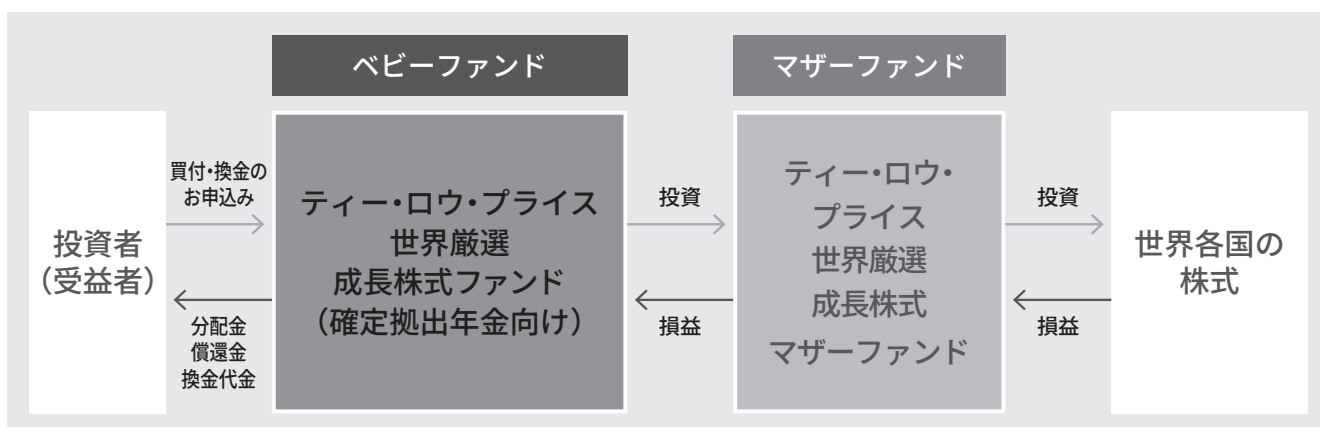 ベビーファンド
マザーファンド
投資者
（受益者）
買付・換金の
お申込み
分配金
償還金
換金代金
ティー・ロウ・プライス
世界厳選
成長株式ファンド
（確定拠出年金向け）
投資
損益
ティー・ロウ・
プライス
世界厳選
成長株式
マザーファンド
投資
損益
世界各国の
株式